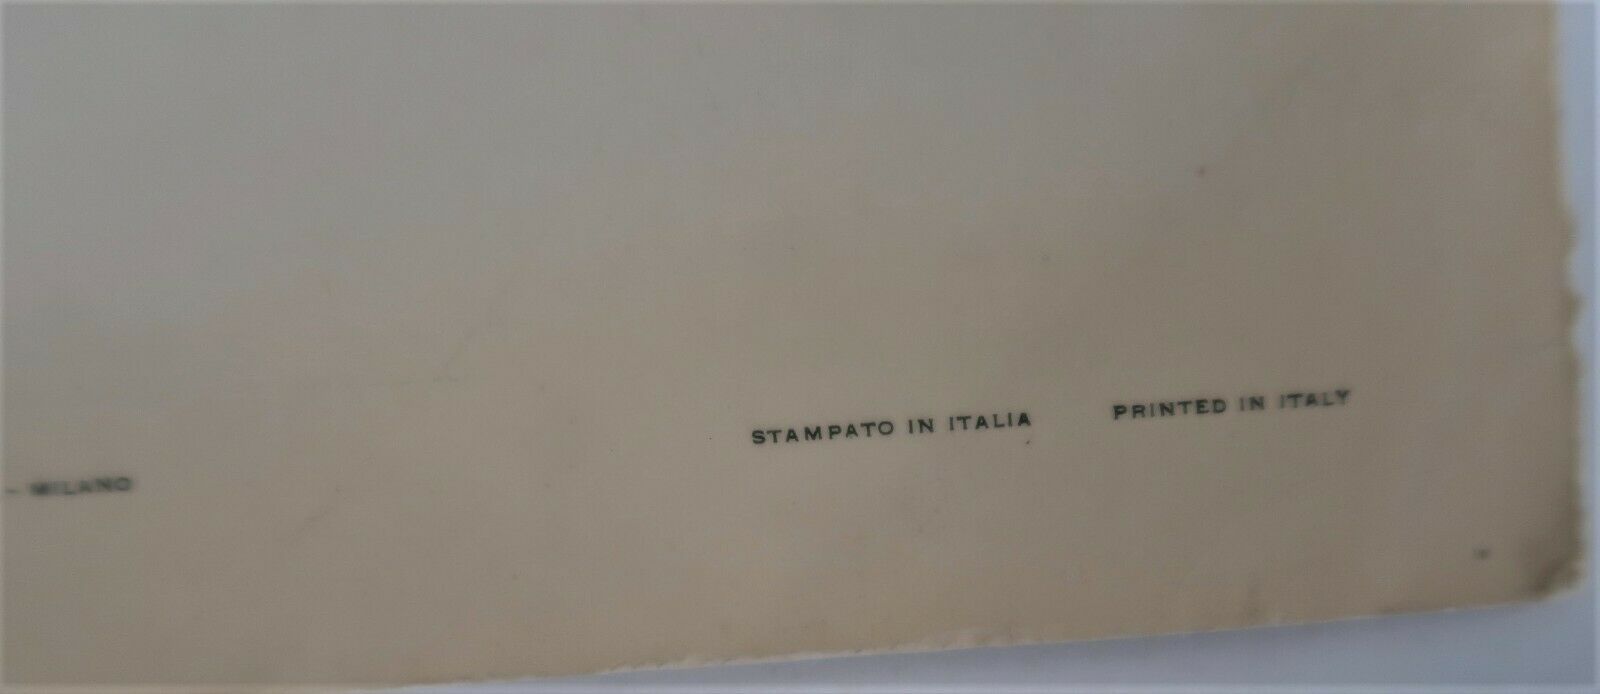 STAMPATO IN ITALIA PRINTED IN ITALY
- MILANO